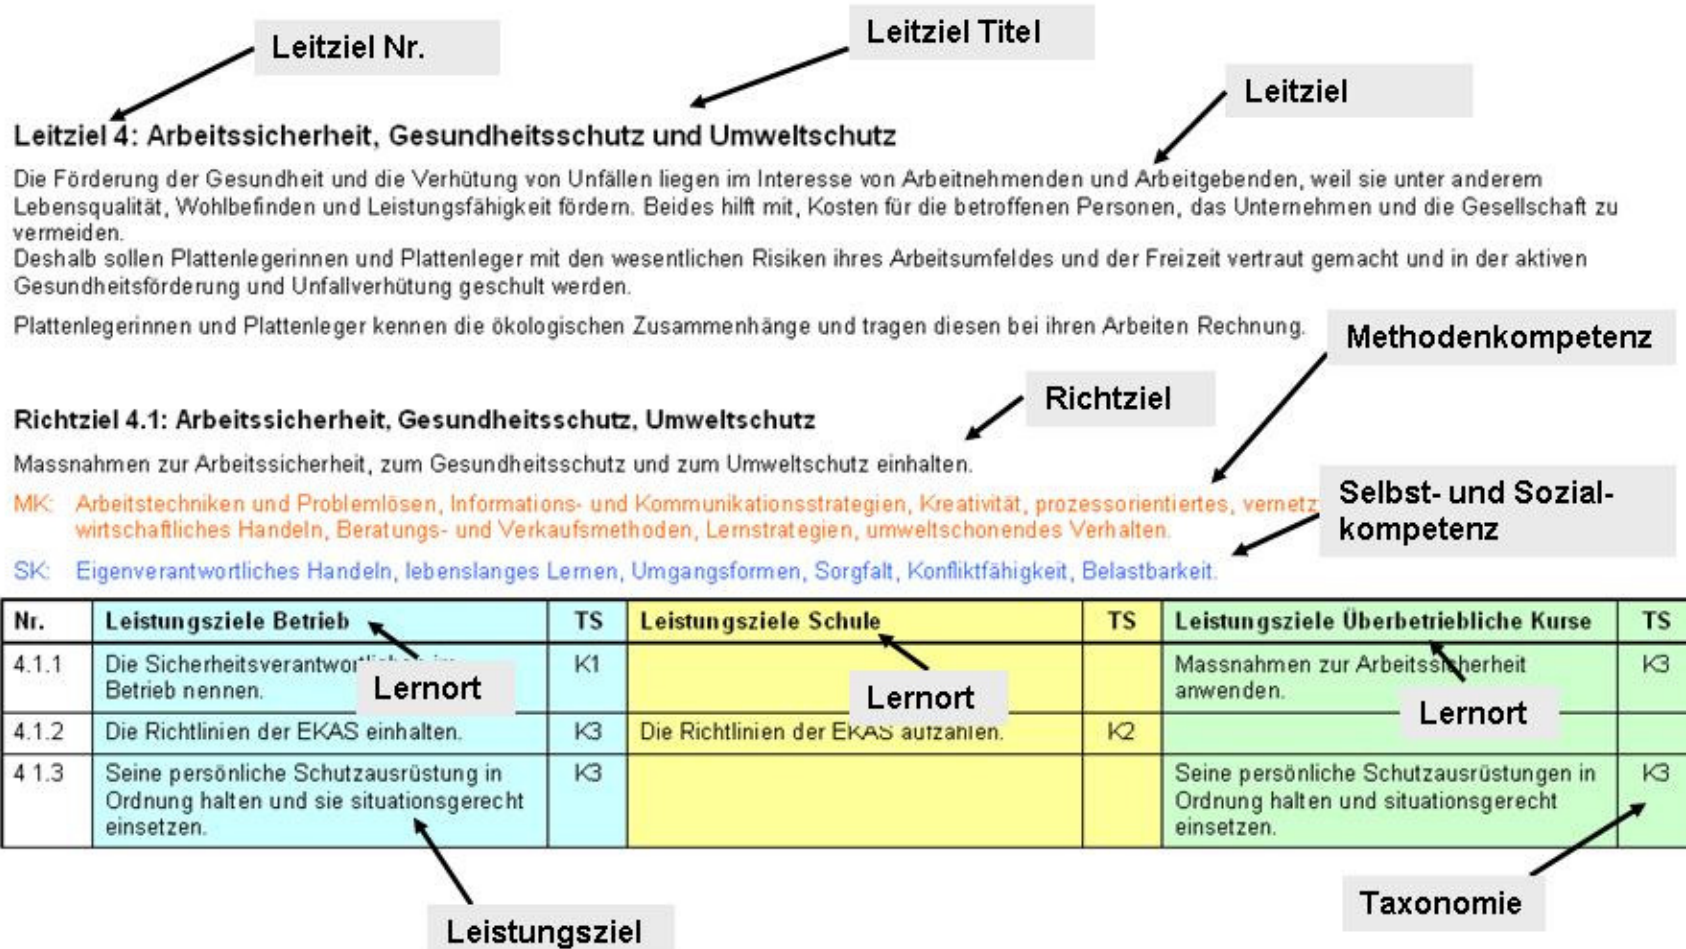 Leitziel Nr.
Leitziel Titel
Leitziel
Leitziel 4: Arbeitssicherheit, Gesundheitsschutz und Umweltschutz
Die Förderung der Gesundheit und die Verhütung von Unfällen liegen im Interesse von Arbeitnehmenden und Arbeitgebenden, weil sie unter anderem
Lebensqualität, Wohlbefinden und Leistungsfähigkeit fördern. Beides hilft mit, Kosten für die betroffenen Personen, das Unternehmen und die Gesellschaft zu
vermeiden.
Deshalb sollen Plattenlegerinnen und Plattenleger mit den wesentlichen Risiken ihres Arbeitsumfeldes und der Freizeit vertraut gemacht und in der aktiven
Gesundheitsförderung und Unfallverhütung geschult werden.
Plattenlegerinnen und Plattenleger kennen die ökologischen Zusammenhänge und tragen diesen bei ihren Arbeiten Rechnung.
Methodenkompetenz
Richtziel
Richtziel 4.1: Arbeitssicherheit, Gesundheitsschutz, Umweltschutz
Massnahmen zur Arbeitssicherheit, zum Gesundheitsschutz und zum Umweltschutz einhalten.
MK: Arbeitstechniken und Problemlösen, Informations- und Kommunikationsstrategien, Kreativität, prozessorientiertes, vernetz
wirtschaftliches Handeln, Beratungs- und Verkaufsmethoden, Lernstrategien, umweltschonendes Verhalten.
Selbst- und Sozial-
kompetenz
SK: Eigenverantwortliches Handeln, lebenslanges Lernen, Umgangsformen, Sorgfalt, Konfliktfähigkeit, Belastbarkeit.
Nr. Leistungsziele Betrieb TS Leistungsziele Schule TS Leistungsziele Überbetriebliche Kurse TS
4.1.1 Die K1 Massnahmen zur Arbeitssicherheit K3
Betrieb nennen. anwenden.
Lernort Lernort Lernort
4.1.2 Die Richtlinien der EKAS einhalten. K3 Die Richtlinien der EKAS aufzählen. K2
4 1.3 Seine persönliche Schutzausrüstung in K3 Seine persönliche Schutzausrüstungen in K3
Ordnung halten und sie situationsgerecht Ordnung halten und situationsgerecht
einsetzen. einsetzen.
Leistungsziel
Taxonomie